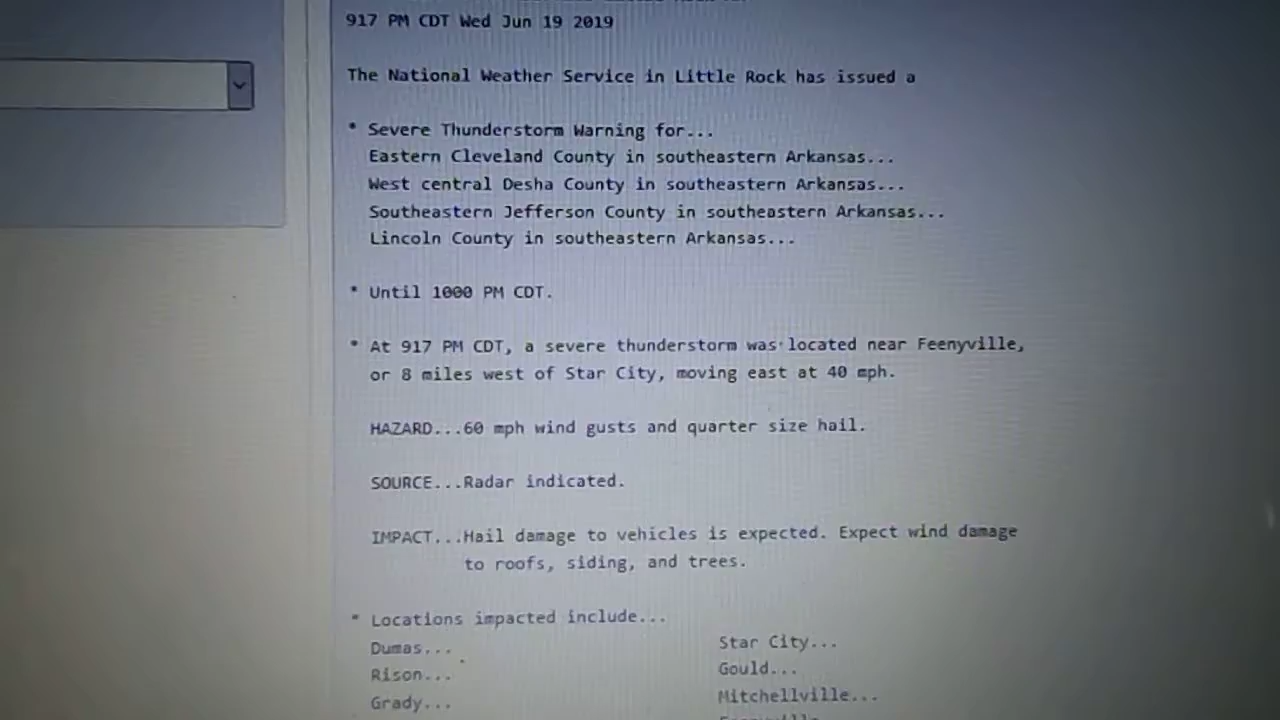 917 PM CDT Wed Jun 19 2019
The National Weather Service in Little Rock has issued a
* Severe Thunderstorm Warning for...
Eastern Cleveland County in southeastern Arkansas...
West central Desha County in southeastern Arkansas...
Southeastern Jefferson County in southeastern Arkansas...
Lincoln County in southeastern Arkansas...
* Until 1000 PM CDT.
* At 917 PM CDT, a severe thunderstorm was located near Feenyville,
or 8 miles west of Star City, moving east at 40 mph.
HAZARD...60 mph wind gusts and quarter size hail.
SOURCE...Radar indicated.
IMPACT...Hail damage to vehicles is expected. Expect wind damage
to roofs, siding, and trees.
* Locations impacted include...
Dumas... Star City...
Rison... Gould...
Grady... Mitchellville...